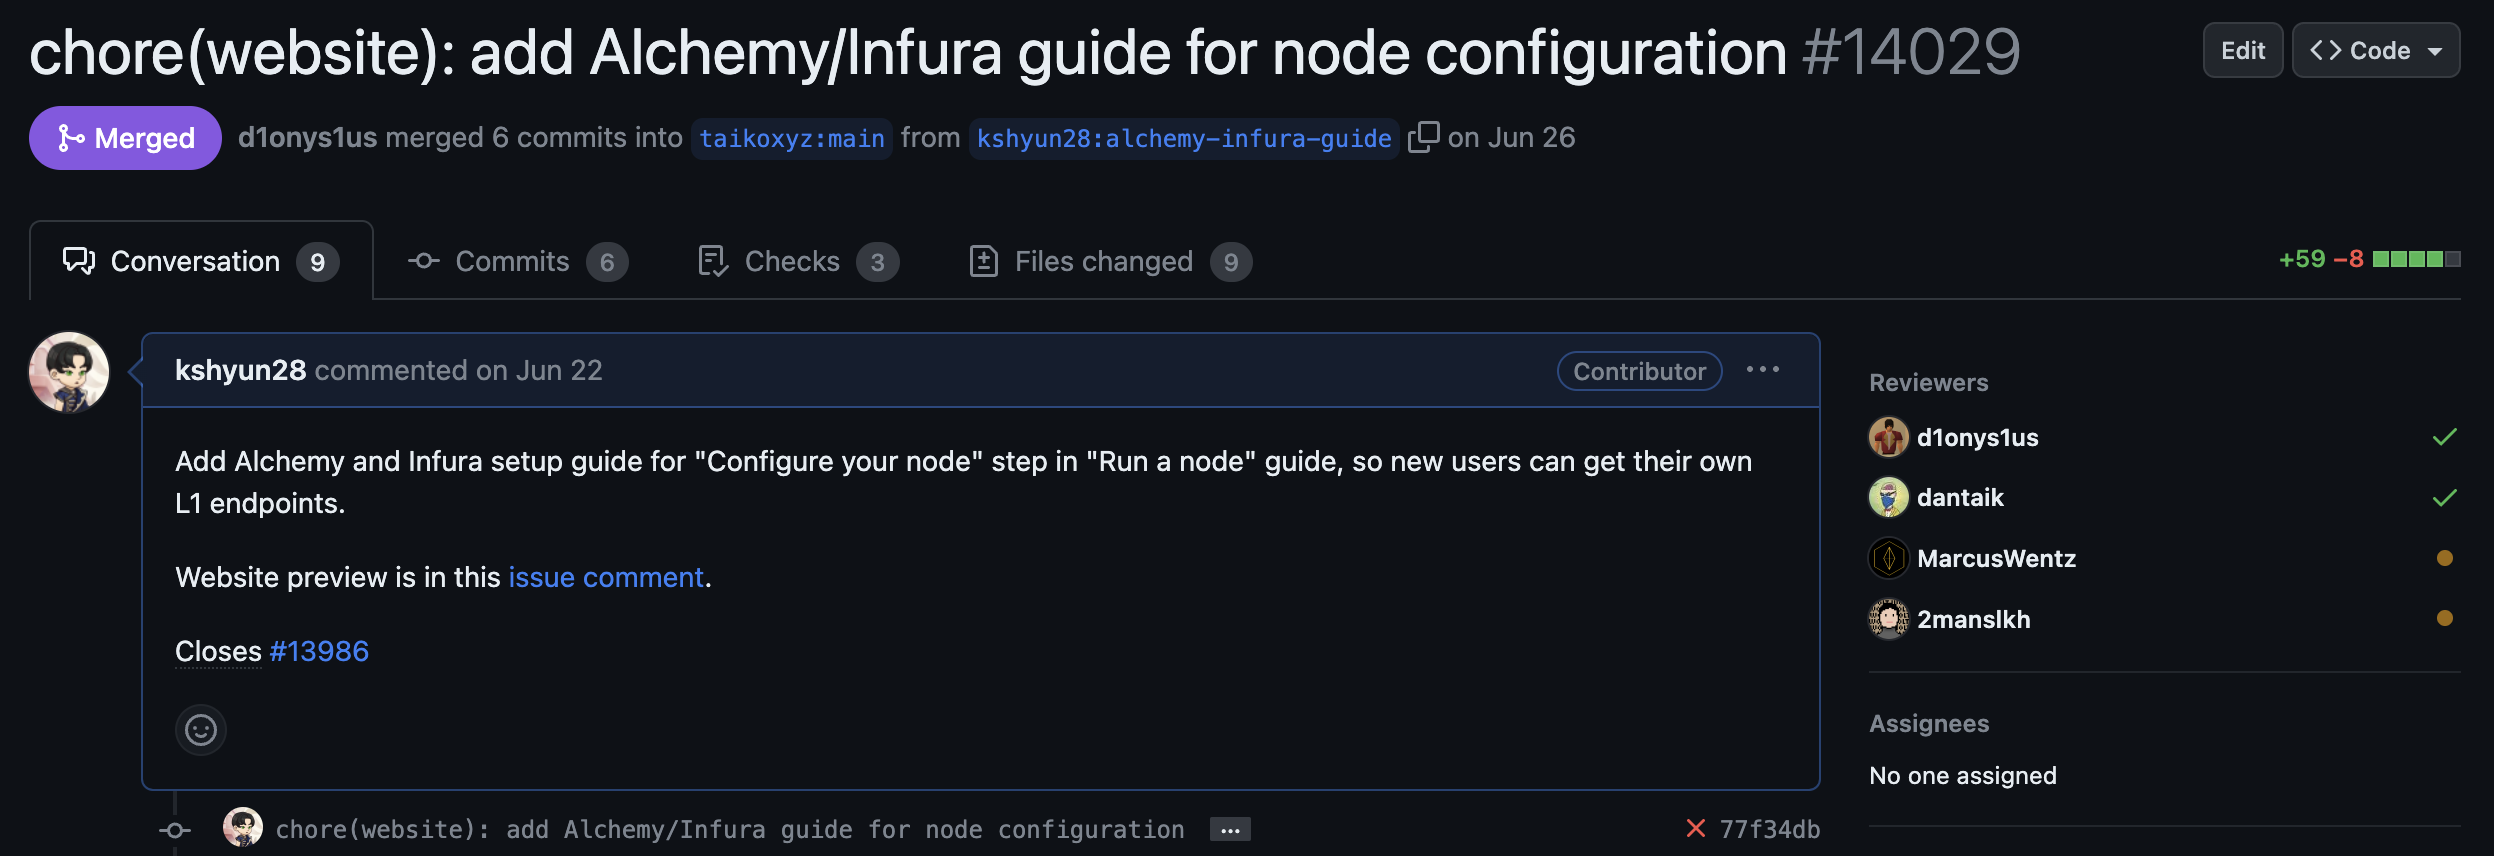 chore(website): add Alchemy/Infura guide for node configuration #14029
Edit
<> Code
Merged
d1onys1us merged 6 commits into taikoxyz:main from kshyun28:alchemy-infura-guide on Jun 26
Conversation 9
Commits 6
Checks 3
Files changed 9
+59 −8
kshyun28 commented on Jun 22
Contributor
Add Alchemy and Infura setup guide for "Configure your node" step in "Run a node" guide, so new users can get their own
L1 endpoints.
Website preview is in this issue comment.
Closes #13986
chore(website): add Alchemy/Infura guide for node configuration ...
77f34db
Reviewers
d1onys1us
dantaik
MarcusWentz
2manslkh
Assignees
No one assigned